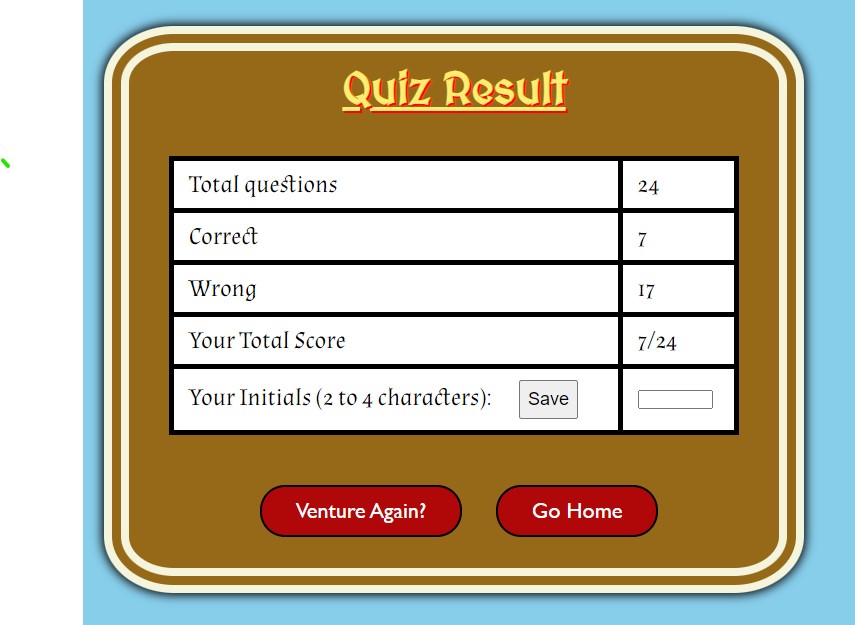 Quiz Result
Total questions 24
Correct 7
Wrong 17
Your Total Score 7/24
Your Initials (2 to 4 characters): Save
Venture Again? Go Home